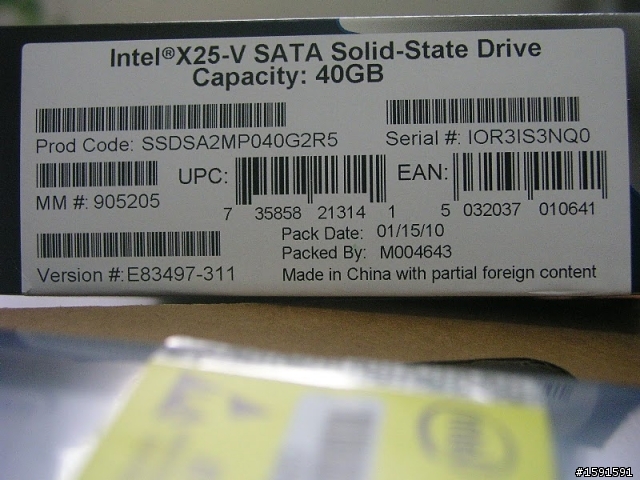 Intel®X25-V SATA Solid-State Drive
Capacity: 40GB
Prod Code: SSDSA2MP040G2R5
Serial #: IOR3IS3NQ0
MM #: 905205
UPC:
7 35858 21314 1
EAN:
5 032037 010641
Pack Date: 01/15/10
Packed By: M004643
Version #:E83497-311
Made in China with partial foreign content
intel
#1591591